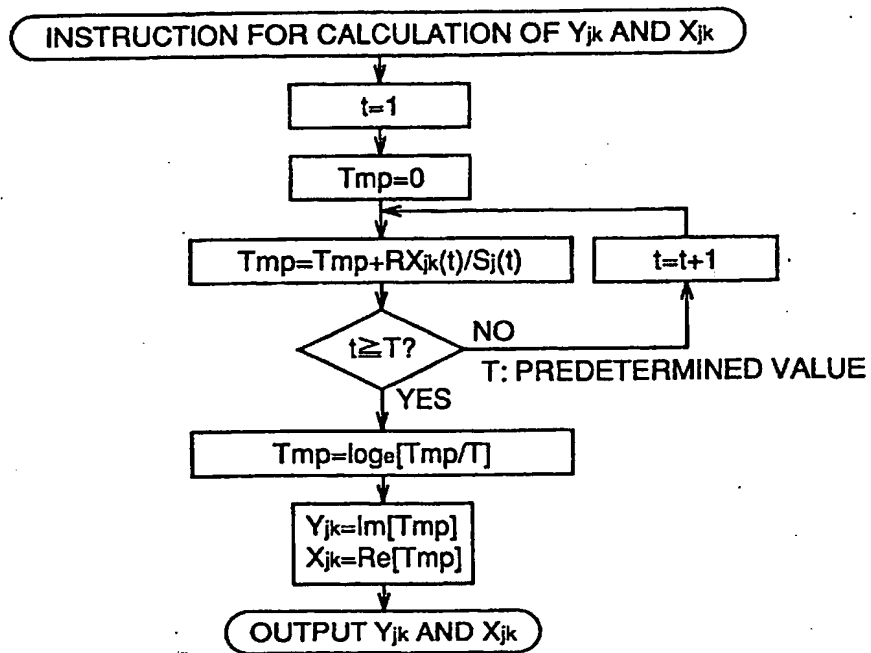 INSTRUCTION FOR CALCULATION OF Yjk AND Xjk
t=1
Tmp=0
Tmp=Tmp+RXjk(t)/Sj(t)
t=t+1
t≧T?
NO
T: PREDETERMINED VALUE
YES
Tmp=loge[Tmp/T]
Yjk=Im[Tmp]
Xjk=Re[Tmp]
OUTPUT Yjk AND Xjk